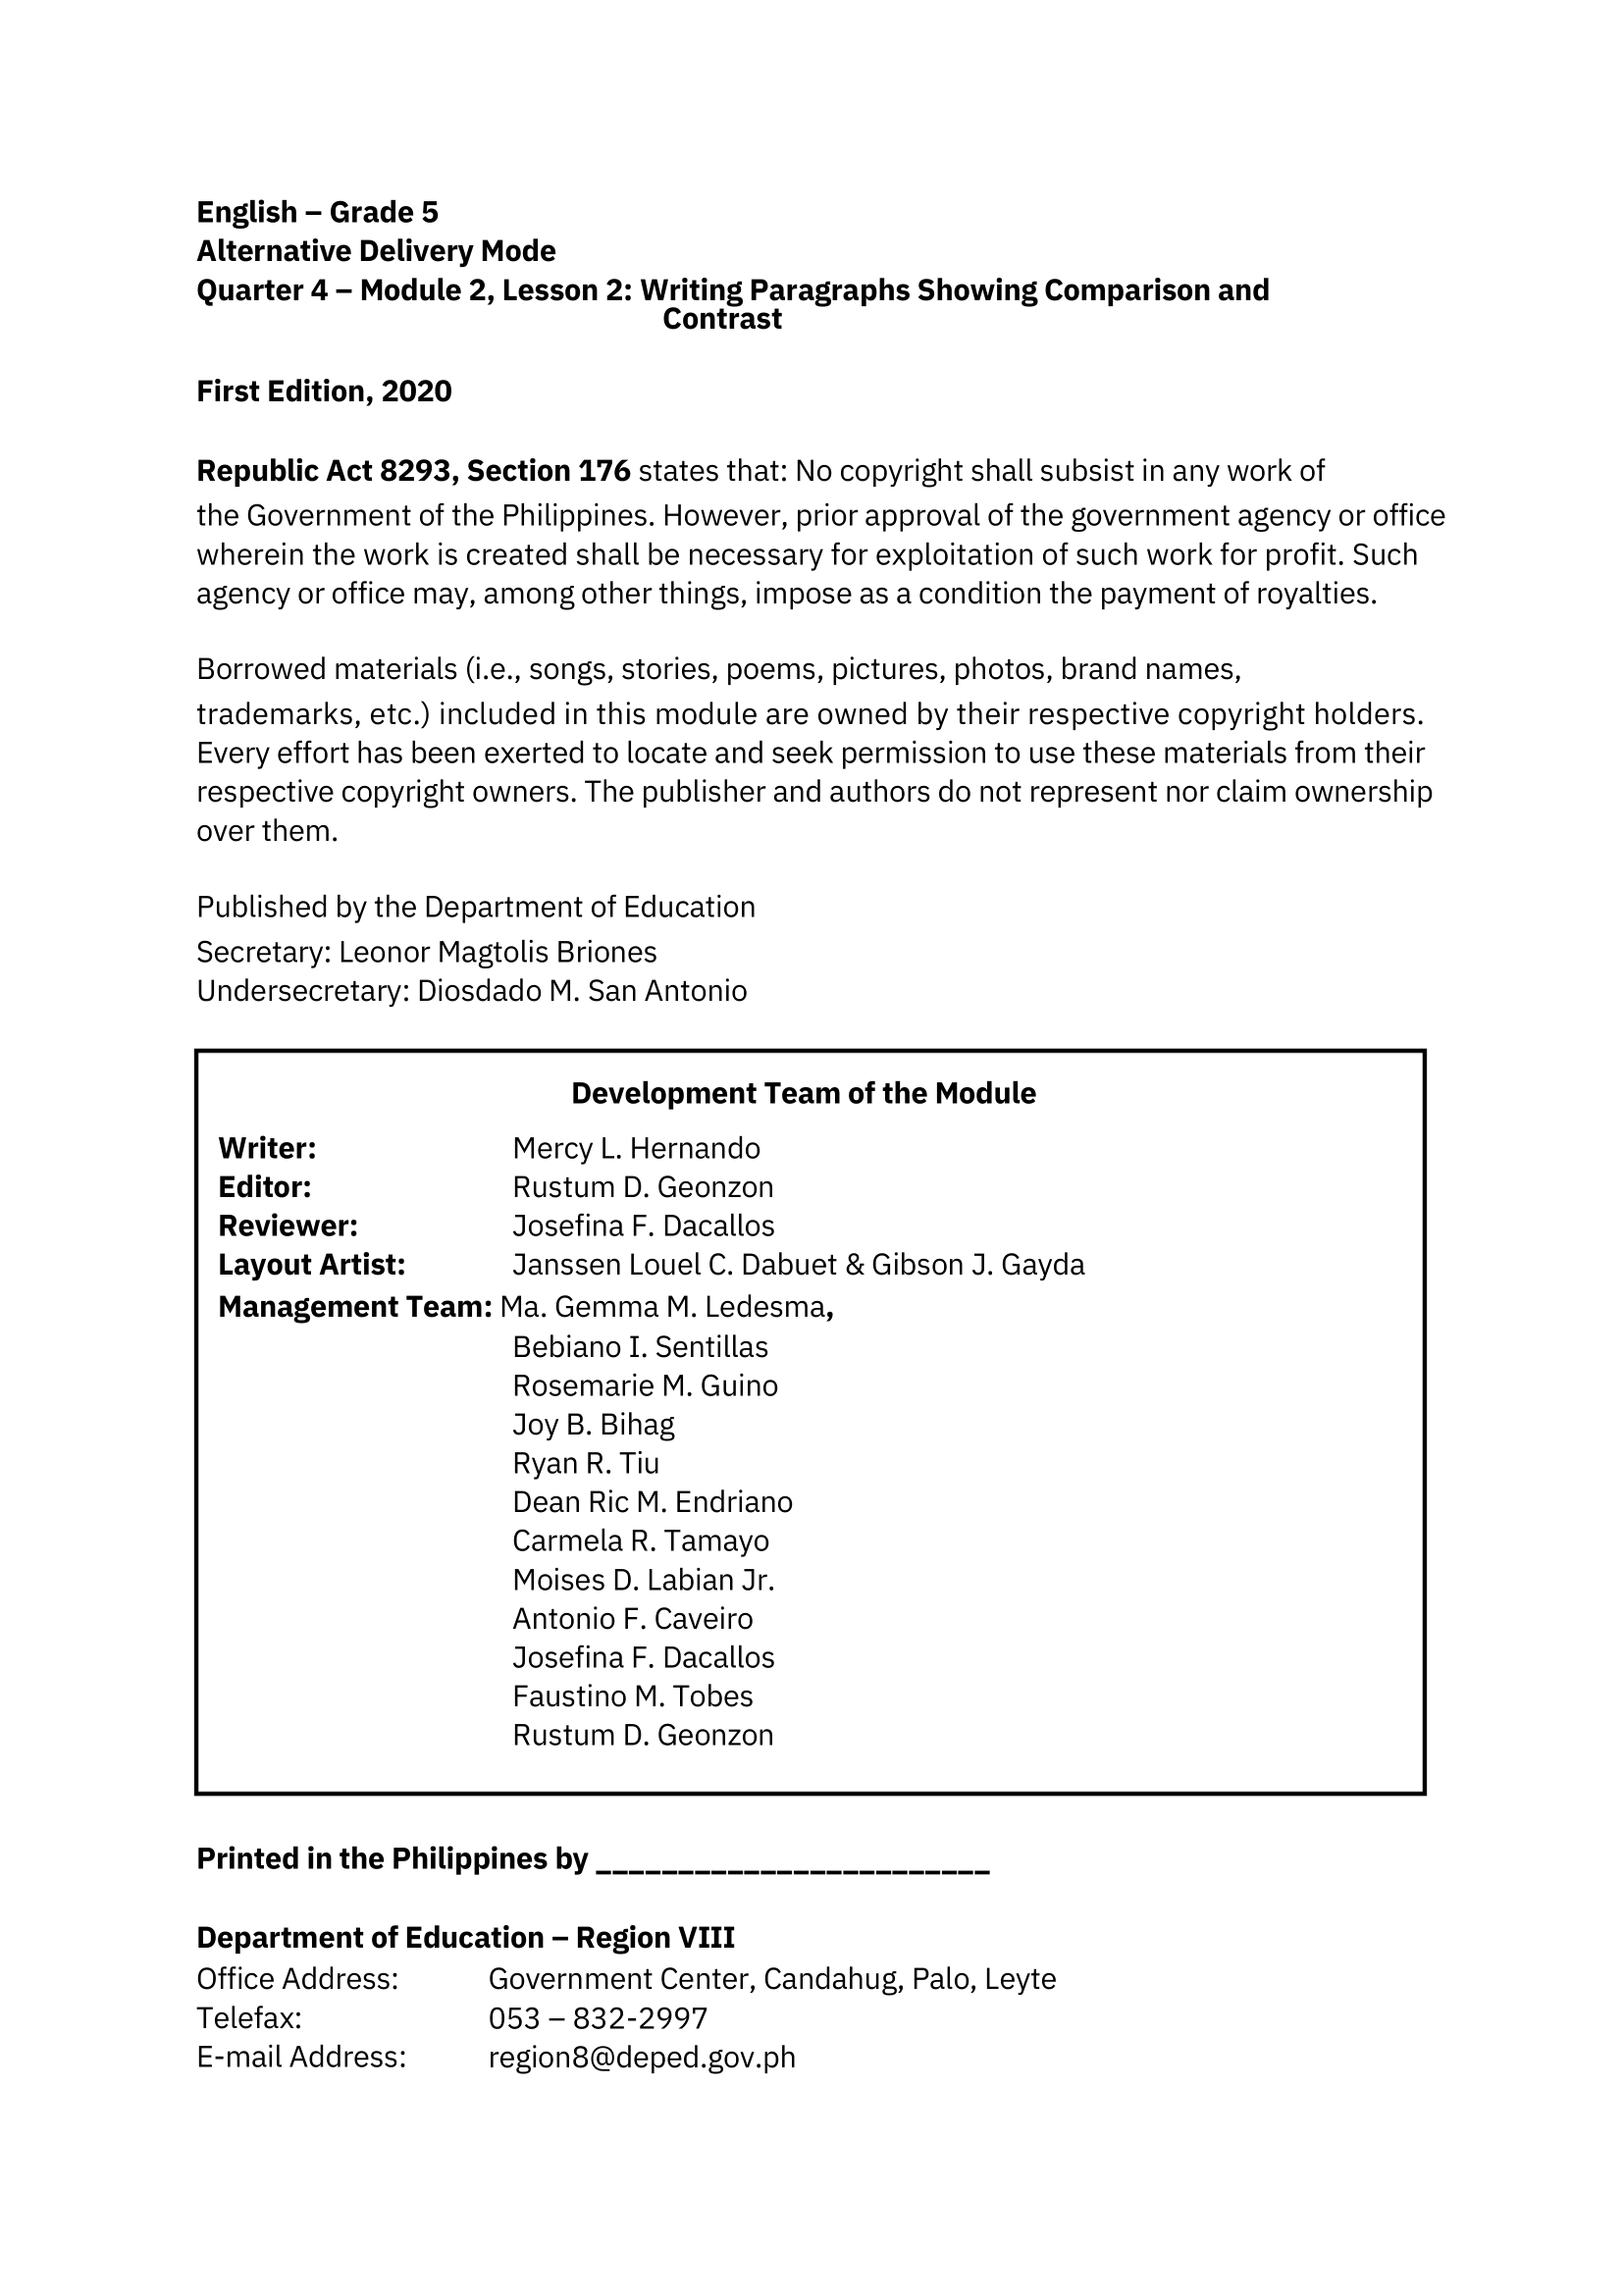 English – Grade 5
Alternative Delivery Mode
Quarter 4 – Module 2, Lesson 2: Writing Paragraphs Showing Comparison and
Contrast
First Edition, 2020
Republic Act 8293, Section 176 states that: No copyright shall subsist in any work of
the Government of the Philippines. However, prior approval of the government agency or office
wherein the work is created shall be necessary for exploitation of such work for profit. Such
agency or office may, among other things, impose as a condition the payment of royalties.
Borrowed materials (i.e., songs, stories, poems, pictures, photos, brand names,
trademarks, etc.) included in this module are owned by their respective copyright holders.
Every effort has been exerted to locate and seek permission to use these materials from their
respective copyright owners. The publisher and authors do not represent nor claim ownership
over them.
Published by the Department of Education
Secretary: Leonor Magtolis Briones
Undersecretary: Diosdado M. San Antonio
Development Team of the Module
Writer: Mercy L. Hernando
Editor: Rustum D. Geonzon
Reviewer: Josefina F. Dacallos
Layout Artist: Janssen Louel C. Dabuet & Gibson J. Gayda
Management Team: Ma. Gemma M. Ledesma,
Bebiano I. Sentillas
Rosemarie M. Guino
Joy B. Bihag
Ryan R. Tiu
Dean Ric M. Endriano
Carmela R. Tamayo
Moises D. Labian Jr.
Antonio F. Caveiro
Josefina F. Dacallos
Faustino M. Tobes
Rustum D. Geonzon
Printed in the Philippines by ________________________
Department of Education – Region VIII
Office Address: Government Center, Candahug, Palo, Leyte
Telefax: 053 – 832-2997
E-mail Address: region8@deped.gov.ph